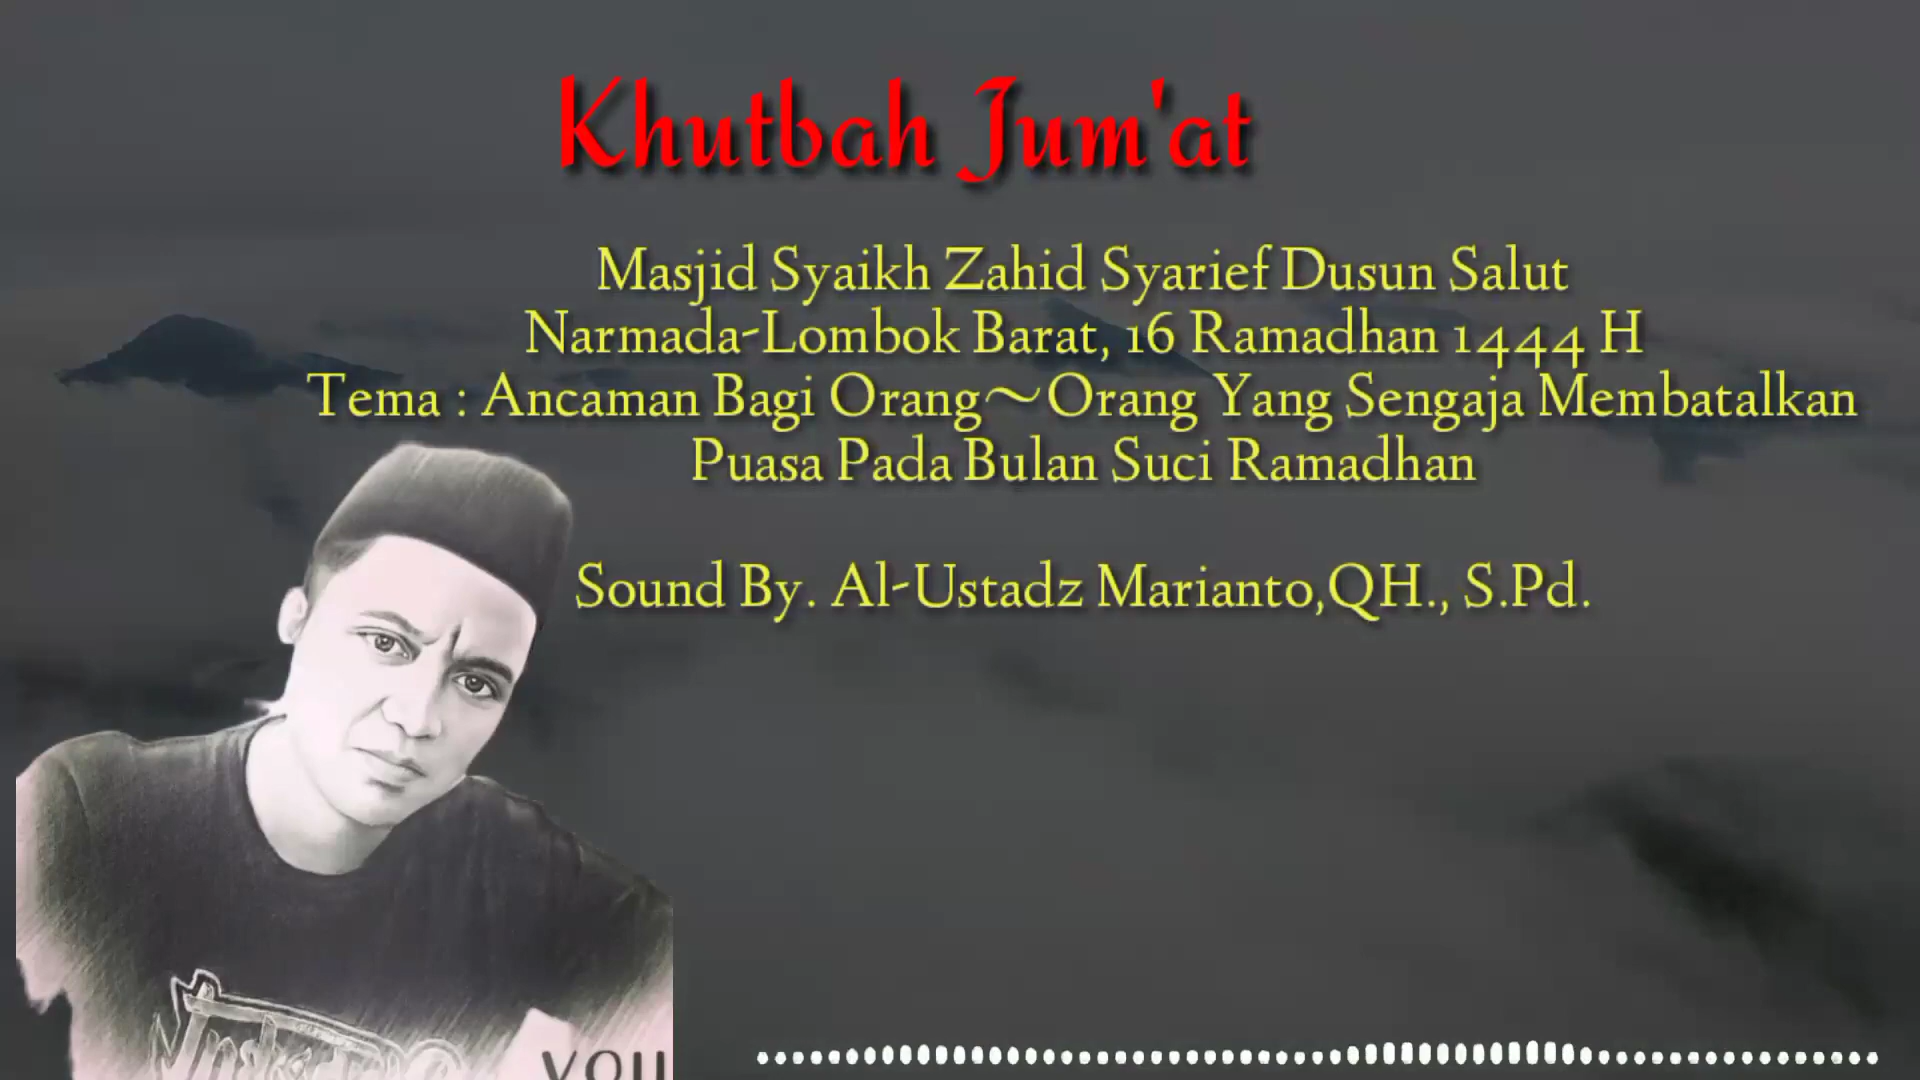 Khutbah Jum'at
Masjid Syaikh Zahid Syarief Dusun Salut
Narmada-Lombok Barat, 16 Ramadhan 1444 H
Tema : Ancaman Bagi Orang~Orang Yang Sengaja Membatalkan
Puasa Pada Bulan Suci Ramadhan
Sound By. Al-Ustadz Marianto,QH., S.Pd.
YOU